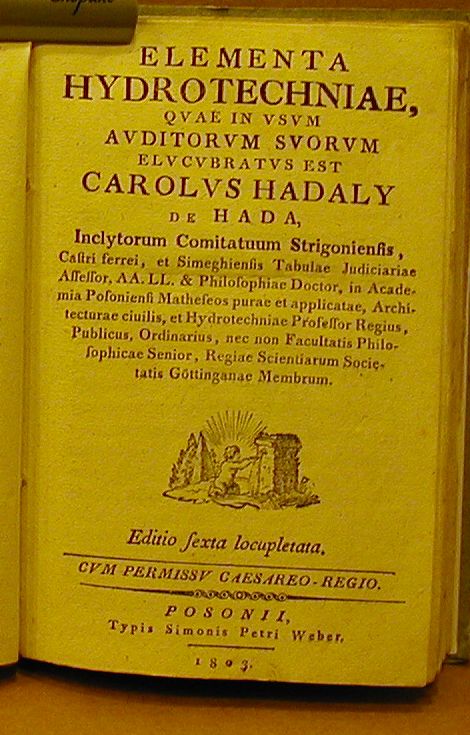 ELEMENTA
HYDROTECHNIAE,
QVAE IN VSVM
AVDITORVM SVORVM
ELVCVBRATVS EST
CAROLVS HADALY
DE HADA,
Inclytorum Comitatuum Strigoniensis,
Castri ferrei, et Simeghiensis Tabulae Judiciariae
Assessor, AA. LL. & Philosophiae Doctor, in Acade-
mia Posoniensi Matheseos purae et applicatae, Archi-
tecturae ciuilis, et Hydrotechniae Professor Regius,
Publicus, Ordinarius, nec non Facultatis Philo-
sophicae Senior, Regiae Scientiarum Socie-
tatis Göttinganae Membrum.
Editio sexta locupletata.
CVM PERMISSV CAESAREO-REGIO.
POSONII,
Typis Simonis Petri Weber,
1803.